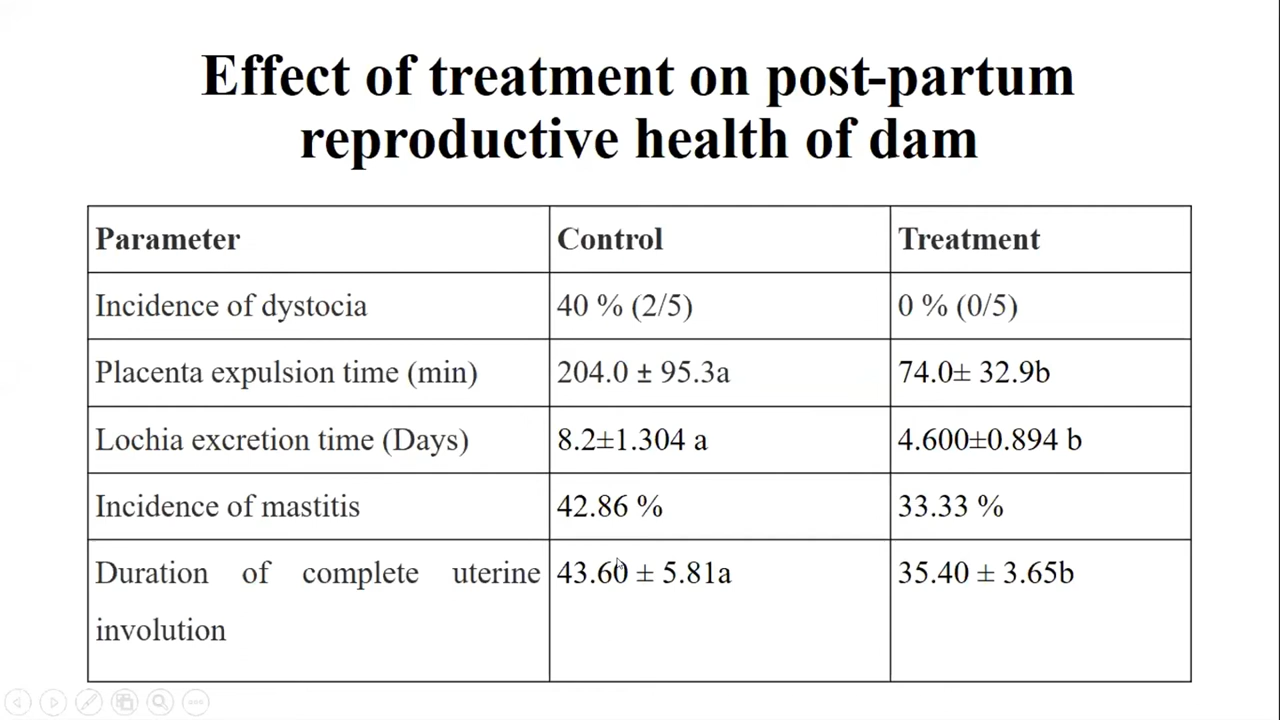 Effect of treatment on post-partum
reproductive health of dam
Parameter Control Treatment
Incidence of dystocia 40 % (2/5) 0 % (0/5)
Placenta expulsion time (min) 204.0 ± 95.3a 74.0± 32.9b
Lochia excretion time (Days) 8.2±1.304 a 4.600±0.894 b
Incidence of mastitis 42.86 % 33.33 %
Duration of complete uterine 43.60 ± 5.81a 35.40 ± 3.65b
involution